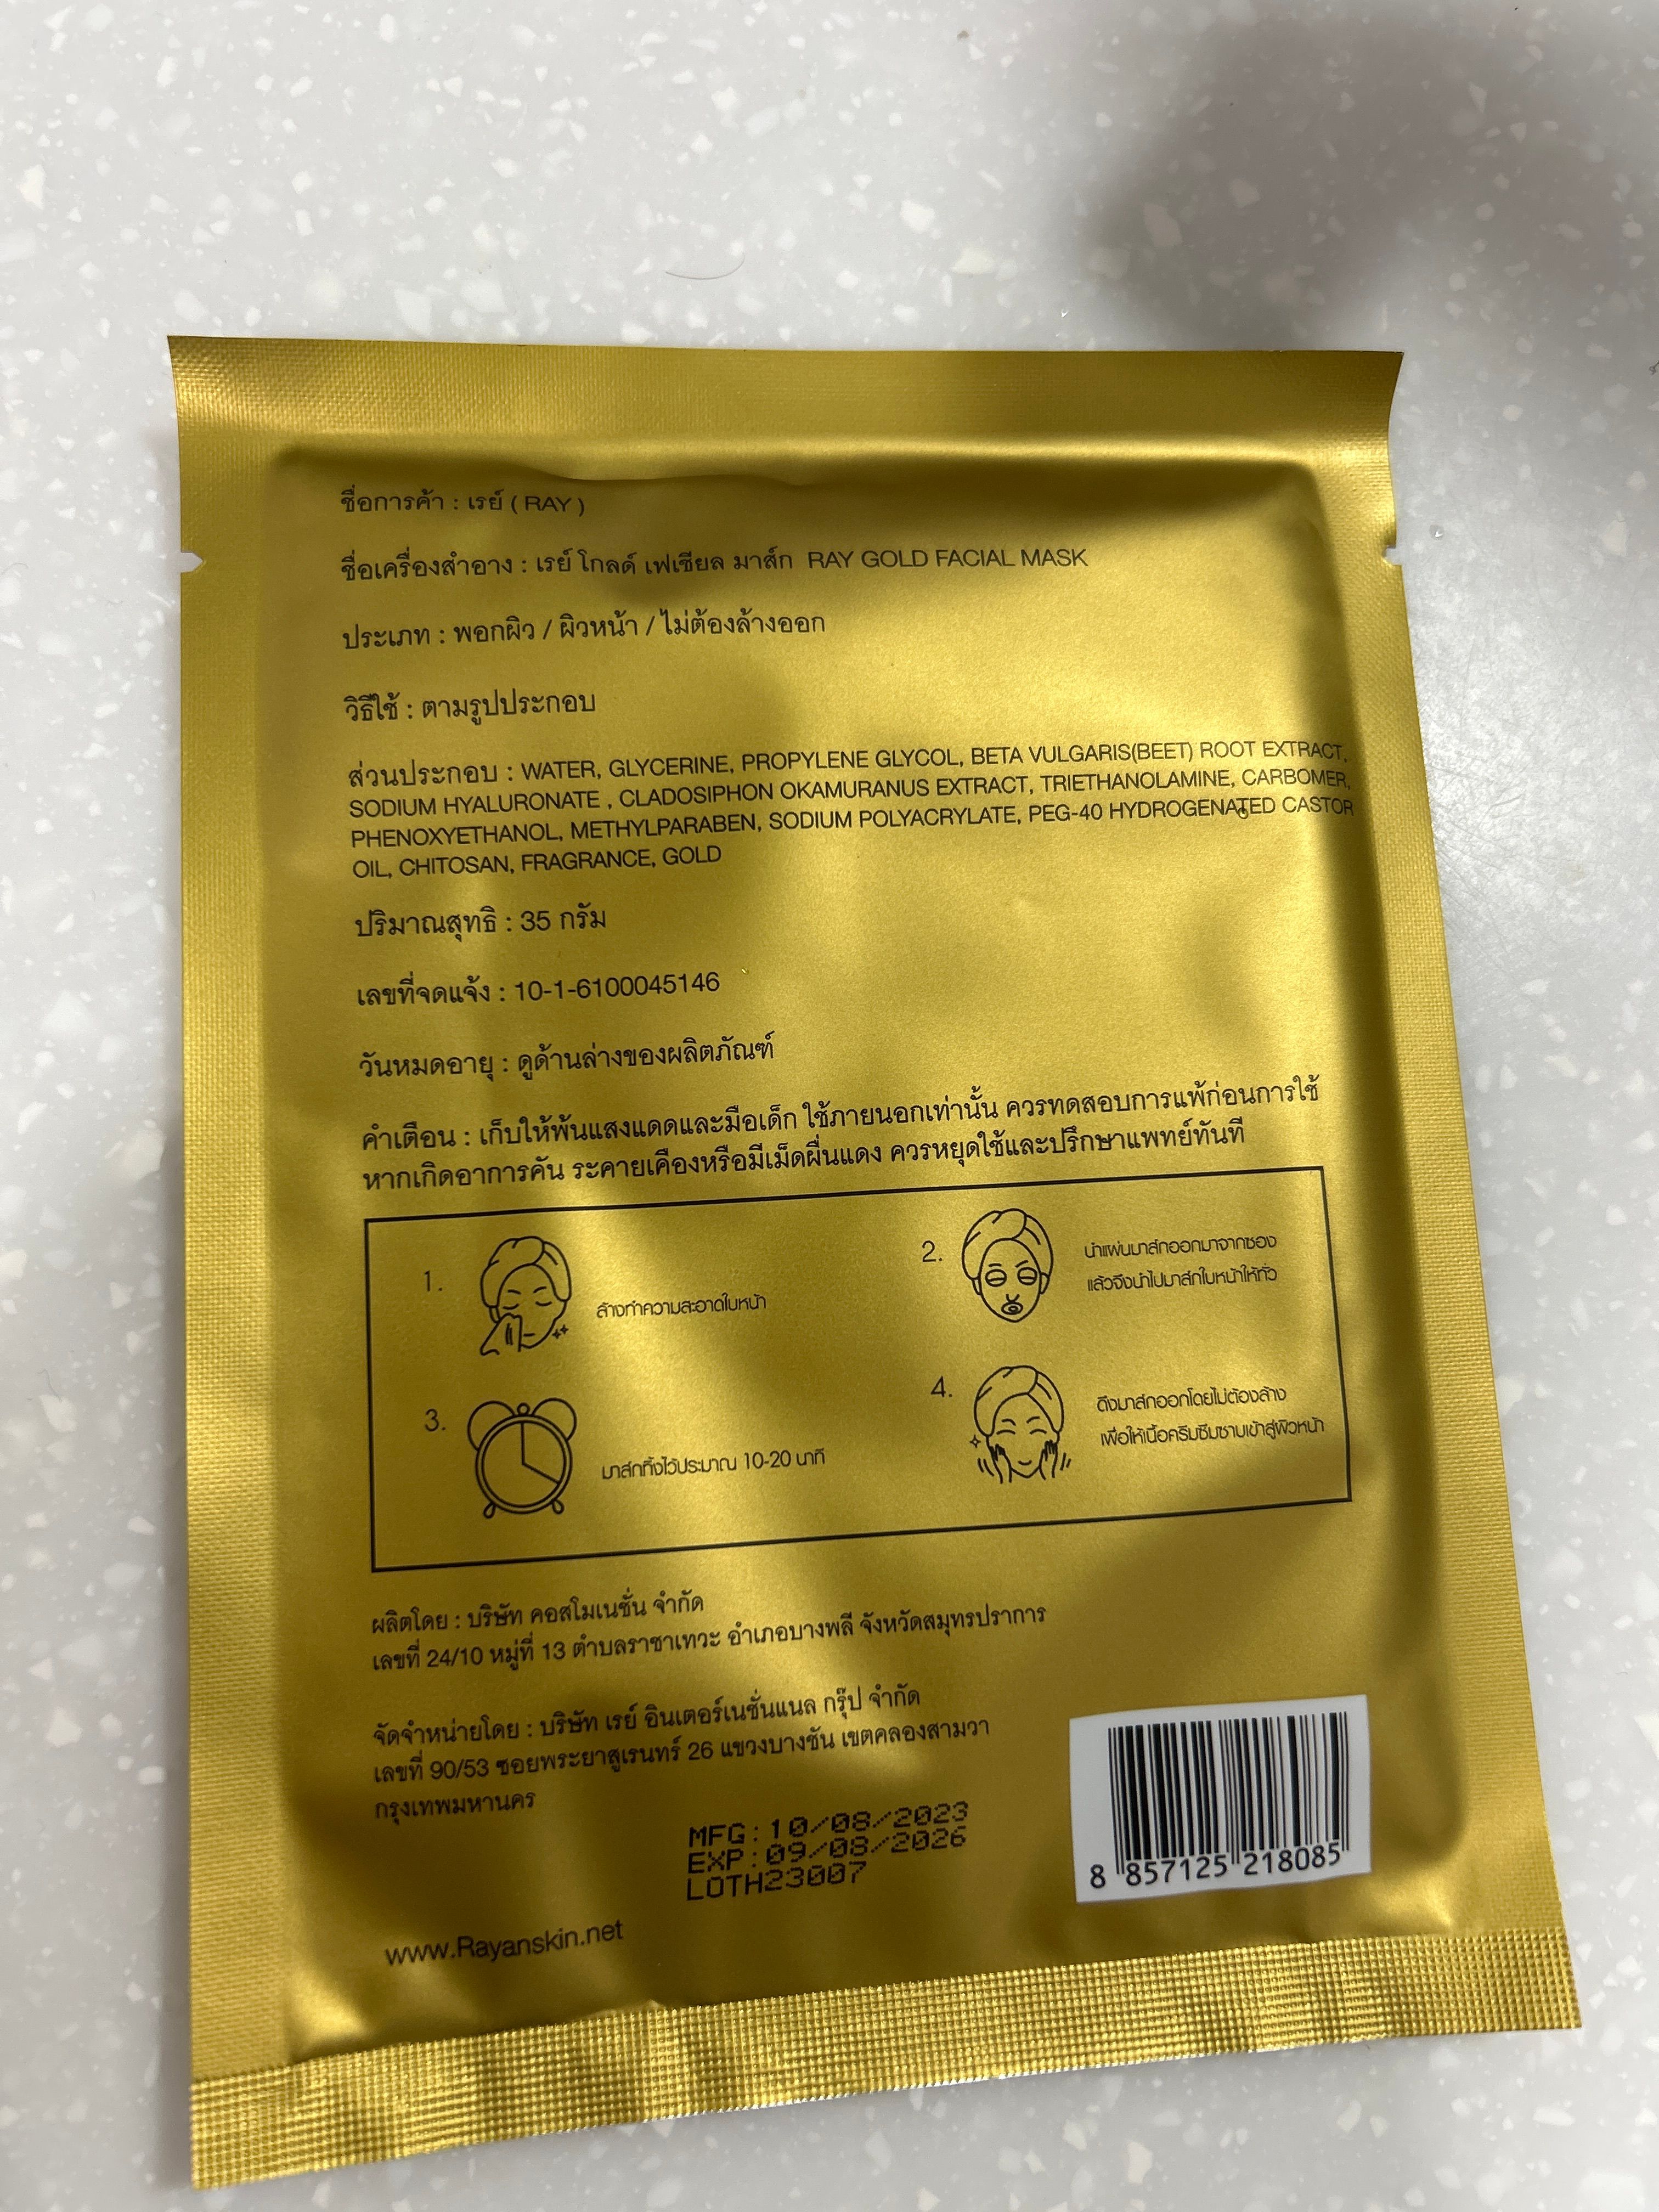 ชื่อการค้า : เรย์ ( RAY )
ชื่อเครื่องสำอาง : เรย์ โกลด์ เฟเชียล มาส์ก RAY GOLD FACIAL MASK
ประเภท : พอกผิว / ผิวหน้า / ไม่ต้องล้างออก
วิธีใช้ : ตามรูปประกอบ
ส่วนประกอบ : WATER, GLYCERINE, PROPYLENE GLYCOL, BETA VULGARIS(BEET) ROOT EXTRACT,
SODIUM HYALURONATE , CLADOSIPHON OKAMURANUS EXTRACT, TRIETHANOLAMINE, CARBOMER,
PHENOXYETHANOL, METHYLPARABEN, SODIUM POLYACRYLATE, PEG-40 HYDROGENATED CASTOR
OIL, CHITOSAN, FRAGRANCE, GOLD
ปริมาณสุทธิ : 35 กรัม
เลขที่จดแจ้ง : 10-1-6100045146
วันหมดอายุ : ดูด้านล่างของผลิตภัณฑ์
คำเตือน : เก็บให้พ้นแสงแดดและมือเด็ก ใช้ภายนอกเท่านั้น ควรทดสอบการแพ้ก่อนการใช้
หากเกิดอาการคัน ระคายเคืองหรือมีเม็ดผื่นแดง ควรหยุดใช้และปรึกษาแพทย์ทันที
1.
ล้างทำความสะอาดใบหน้า
2.
นำแผ่นมาส์กออกมาจากซอง
แล้วจึงนำไปมาส์กใบหน้าให้ทั่ว
3.
มาส์กทิ้งไว้ประมาณ 10-20 นาที
4.
ดึงมาส์กออกโดยไม่ต้องล้าง
เพื่อให้เนื้อครีมซึมซาบเข้าสู่ผิวหน้า
ผลิตโดย : บริษัท คอสโมเนชั่น จำกัด
เลขที่ 24/10 หมู่ที่ 13 ตำบลราชาเทวะ อำเภอบางพลี จังหวัดสมุทรปราการ
จัดจำหน่ายโดย : บริษัท เรย์ อินเตอร์เนชั่นแนล กรุ๊ป จำกัด
เลขที่ 90/53 ซอยพระยาสุเรนทร์ 26 แขวงบางชัน เขตคลองสามวา
กรุงเทพมหานคร
MFG:10/08/2023
EXP:09/08/2026
LOTH23007
8 857125 218085
www.Rayanskin.net